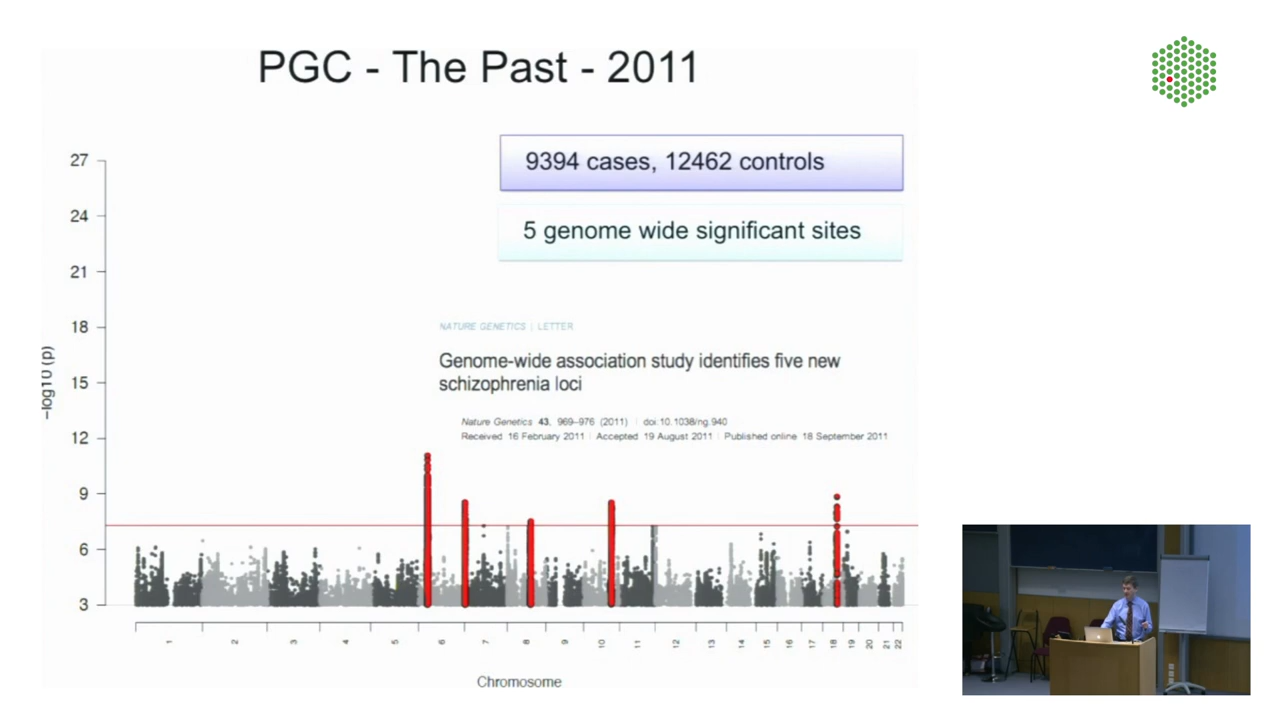 PGC - The Past - 2011
9394 cases, 12462 controls
5 genome wide significant sites
NATURE GENETICS | LETTER
Genome-wide association study identifies five new
schizophrenia loci
Nature Genetics 43, 969–976 (2011) | doi:10.1038/ng.940
Received 16 February 2011 | Accepted 19 August 2011 | Published online 18 September 2011
−log10 (p)
27
24
21
18
15
12
9
6
3
1 2 3 4 5 6 7 8 9 10 11 12 13 14 15 16 17 18 19 20 21 22
Chromosome